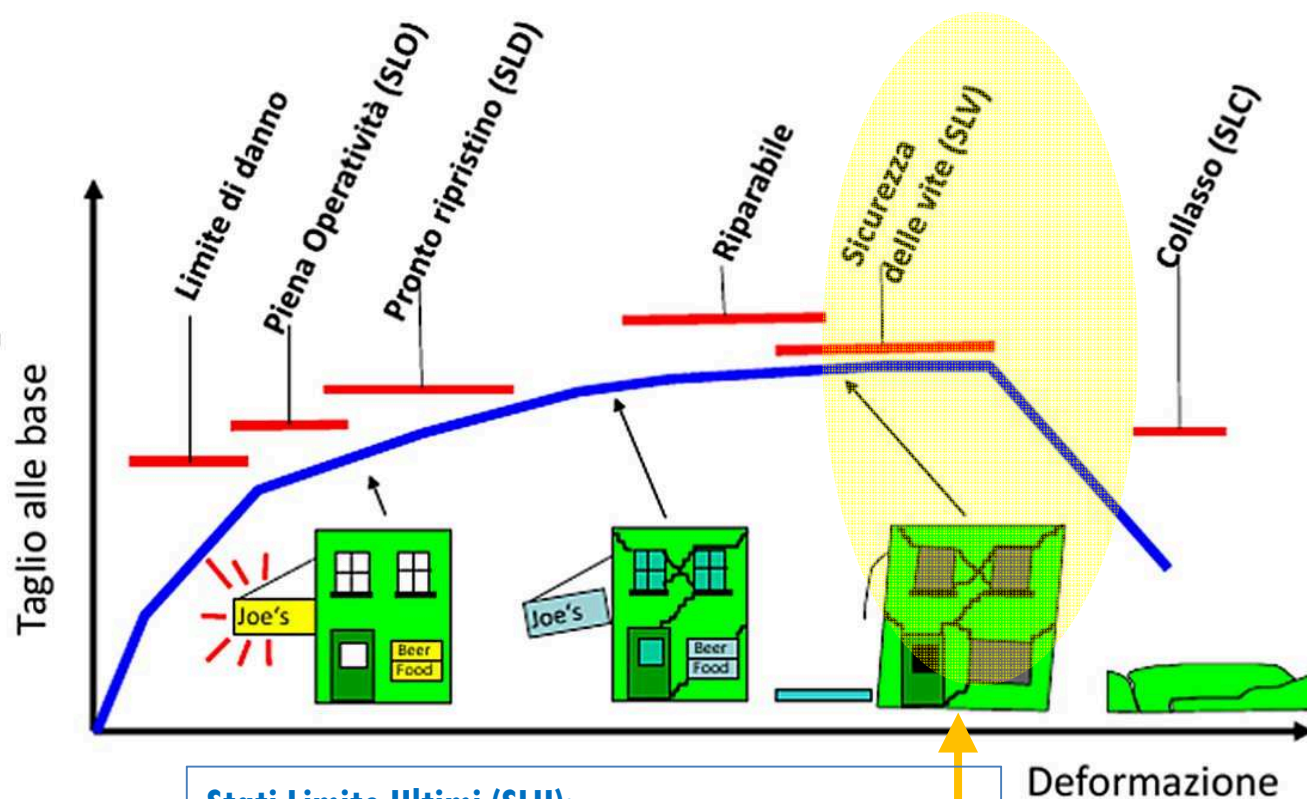 Limite di danno
Piena Operatività (SLO)
Pronto ripristino (SLD)
Riparabile
Sicurezza
delle vite (SLV)
Collasso (SLC)
Taglio alle base
Joe's
Beer
Food
Joe's
Beer
Food
Deformazione
Stati Limite Ultimi (SLU):